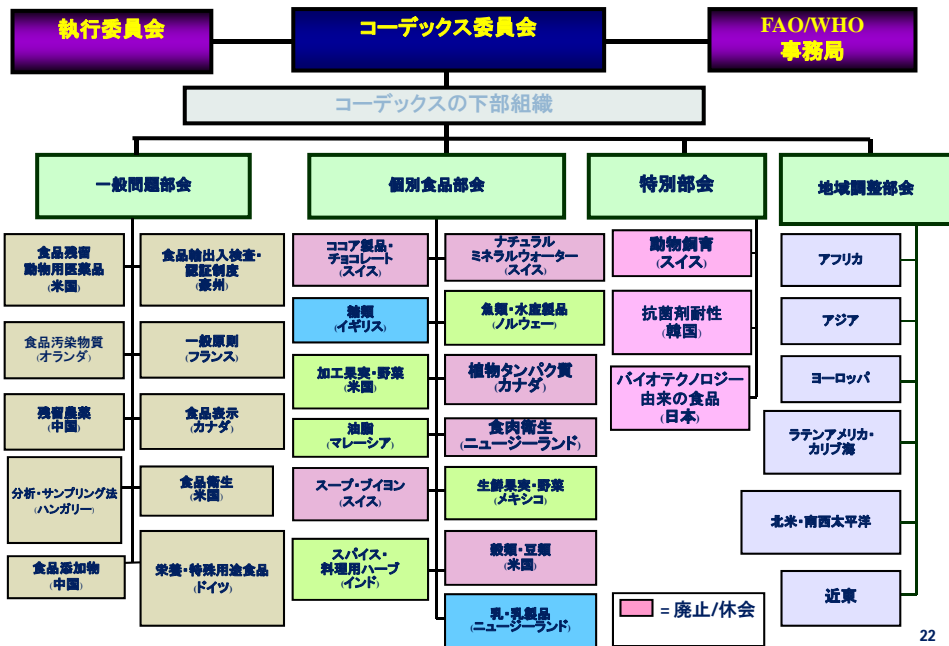 執行委員会
コーデックス委員会
FAO/WHO
事務局
コーデックスの下部組織
一般問題部会
個別食品部会
特別部会
地域調整部会
食品残留
動物用医薬品
(米国)
食品輸出入検査・
認証制度
(豪州)
食品汚染物質
(オランダ)
一般原則
(フランス)
残留農薬
(中国)
食品表示
(カナダ)
分析・サンプリング法
(ハンガリー)
食品衛生
(米国)
食品添加物
(中国)
栄養・特殊用途食品
(ドイツ)
ココア製品・
チョコレート
(スイス)
ナチュラル
ミネラルウォーター
(スイス)
糖類
(イギリス)
魚類・水産製品
(ノルウェー)
加工果実・野菜
(米国)
植物タンパク質
(カナダ)
油脂
(マレーシア)
食肉衛生
(ニュージーランド)
スープ・ブイヨン
(スイス)
生鮮果実・野菜
(メキシコ)
スパイス・
料理用ハーブ
(インド)
穀類・豆類
(米国)
乳・乳製品
(ニュージーランド)
動物飼育
(スイス)
抗菌剤耐性
(韓国)
バイオテクノロジー
由来の食品
(日本)
アフリカ
アジア
ヨーロッパ
ラテンアメリカ・
カリブ海
北米・南西太平洋
近東
= 廃止/休会
22